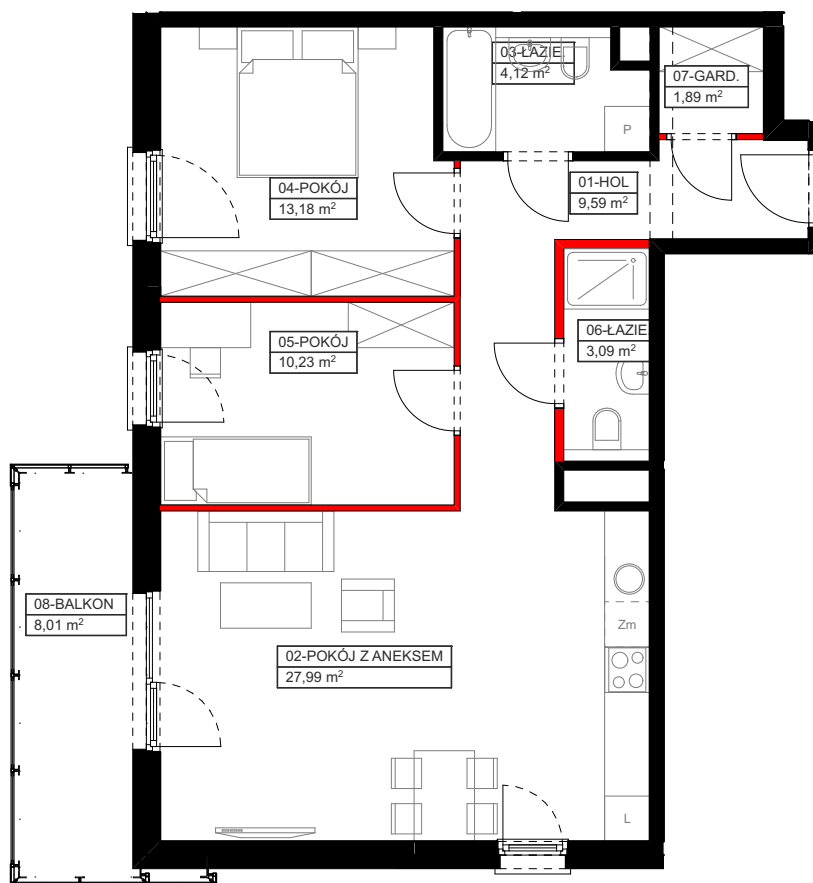 03-ŁAZIE
4,12 m²
07-GARD.
1,89 m²
P
04-POKÓJ
13,18 m²
01-HOL
9,59 m²
05-POKÓJ
10,23 m²
06-ŁAZIE
3,09 m²
08-BALKON
8,01 m²
Zm
02-POKÓJ Z ANEKSEM
27,99 m²
L